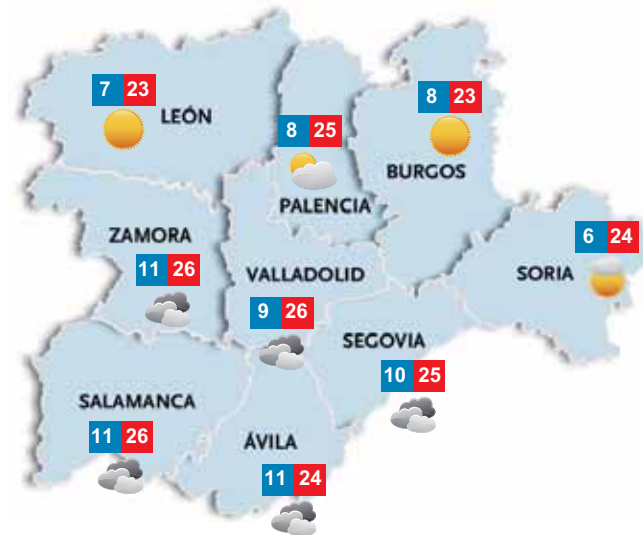 7 23
LEÓN
8 23
BURGOS
8 25
PALENCIA
ZAMORA
11 26
6 24
SORIA
VALLADOLID
9 26
SEGOVIA
10 25
SALAMANCA
11 26
ÁVILA
11 24